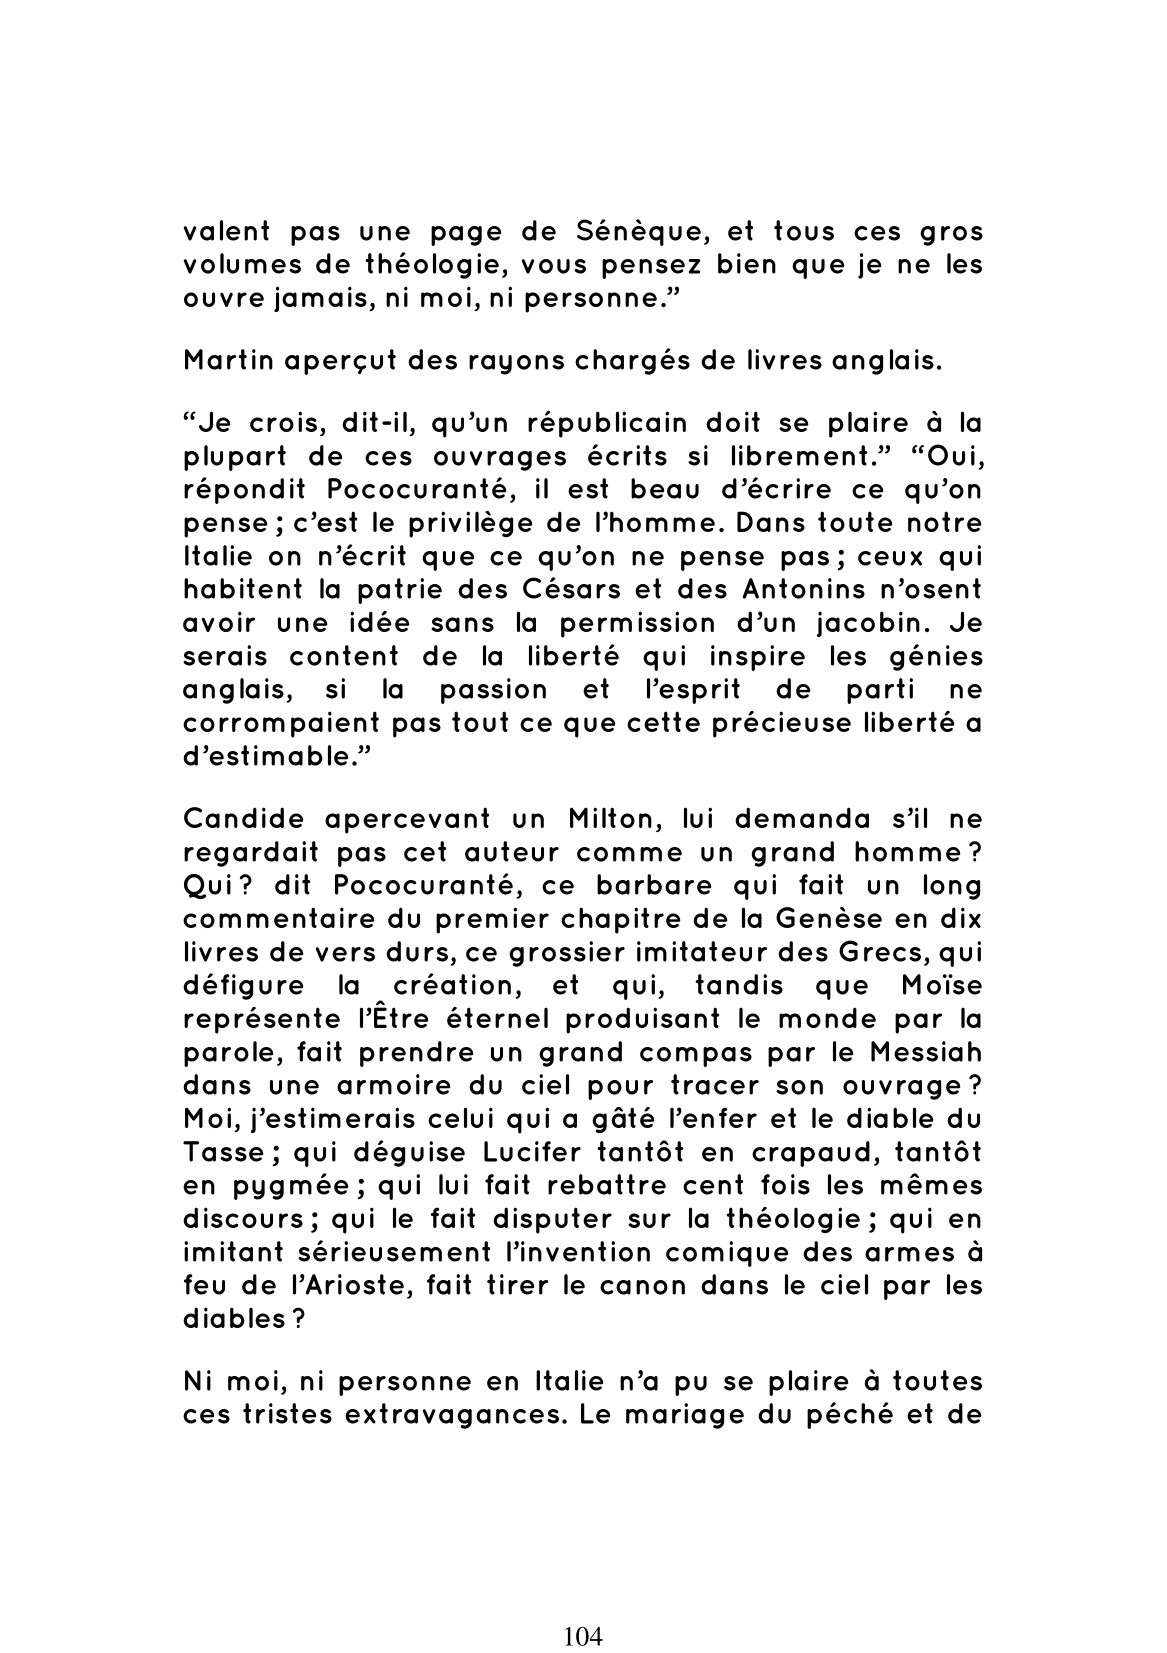 valent pas une page de Sénèque, et tous ces gros
volumes de théologie, vous pensez bien que je ne les
ouvre jamais, ni moi, ni personne.”
Martin aperçut des rayons chargés de livres anglais.
“Je crois, dit-il, qu’un républicain doit se plaire à la
plupart de ces ouvrages écrits si librement.” “Oui,
répondit Pococuranté, il est beau d’écrire ce qu’on
pense ; c’est le privilège de l’homme. Dans toute notre
Italie on n’écrit que ce qu’on ne pense pas ; ceux qui
habitent la patrie des Césars et des Antonins n’osent
avoir une idée sans la permission d’un jacobin. Je
serais content de la liberté qui inspire les génies
anglais, si la passion et l’esprit de parti ne
corrompaient pas tout ce que cette précieuse liberté a
d’estimable.”
Candide apercevant un Milton, lui demanda s’il ne
regardait pas cet auteur comme un grand homme ?
Qui ? dit Pococuranté, ce barbare qui fait un long
commentaire du premier chapitre de la Genèse en dix
livres de vers durs, ce grossier imitateur des Grecs, qui
défigure la création, et qui, tandis que Moïse
représente l’Être éternel produisant le monde par la
parole, fait prendre un grand compas par le Messiah
dans une armoire du ciel pour tracer son ouvrage ?
Moi, j’estimerais celui qui a gâté l’enfer et le diable du
Tasse ; qui déguise Lucifer tantôt en crapaud, tantôt
en pygmée ; qui lui fait rebattre cent fois les mêmes
discours ; qui le fait disputer sur la théologie ; qui en
imitant sérieusement l’invention comique des armes à
feu de l’Arioste, fait tirer le canon dans le ciel par les
diables ?
Ni moi, ni personne en Italie n’a pu se plaire à toutes
ces tristes extravagances. Le mariage du péché et de
104